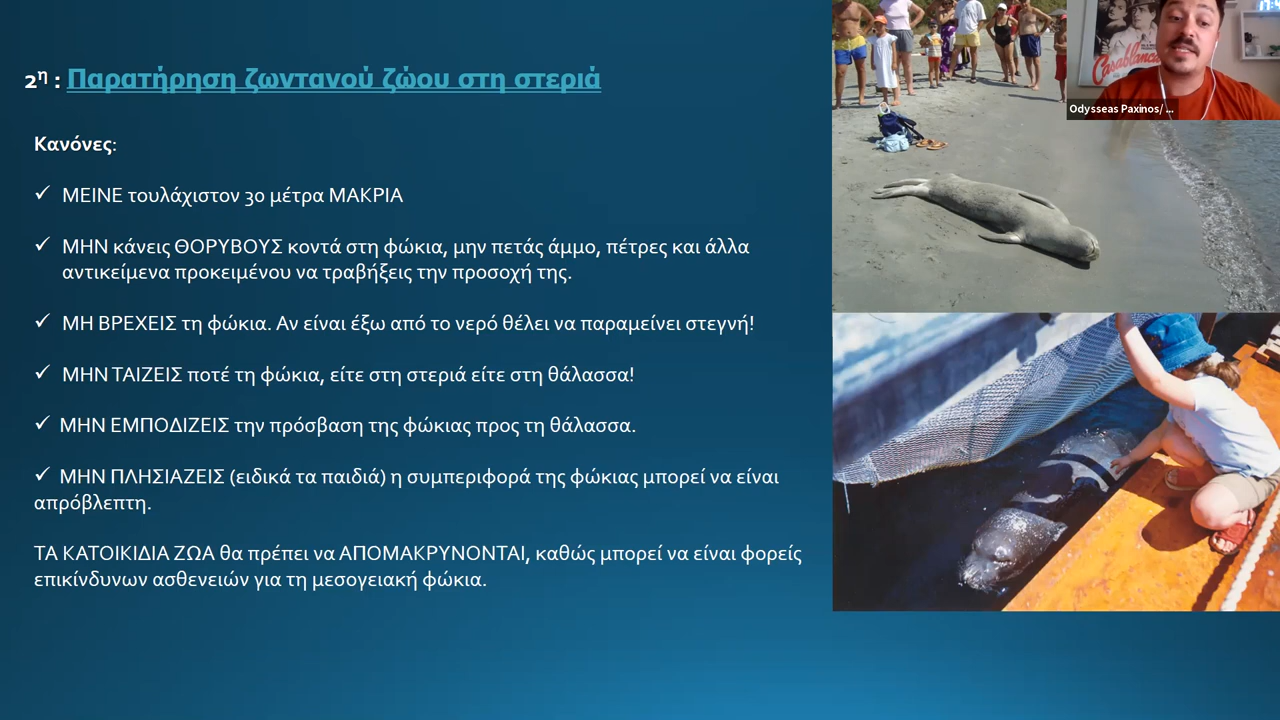 2η : Παρατήρηση ζωντανού ζώου στη στεριά
Κανόνες:
✓ ΜΕΙΝΕ τουλάχιστον 30 μέτρα ΜΑΚΡΙΑ
✓ ΜΗΝ κάνεις ΘΟΡΥΒΟΥΣ κοντά στη φώκια, μην πετάς άμμο, πέτρες και άλλα
αντικείμενα προκειμένου να τραβήξεις την προσοχή της.
✓ ΜΗ ΒΡΕΧΕΙΣ τη φώκια. Αν είναι έξω από το νερό θέλει να παραμείνει στεγνή!
✓ ΜΗΝ ΤΑΙΖΕΙΣ ποτέ τη φώκια, είτε στη στεριά είτε στη θάλασσα!
✓ ΜΗΝ ΕΜΠΟΔΙΖΕΙΣ την πρόσβαση της φώκιας προς τη θάλασσα.
✓ ΜΗΝ ΠΛΗΣΙΑΖΕΙΣ (ειδικά τα παιδιά) η συμπεριφορά της φώκιας μπορεί να είναι
απρόβλεπτη.
ΤΑ ΚΑΤΟΙΚΙΔΙΑ ΖΩΑ θα πρέπει να ΑΠΟΜΑΚΡΥΝΟΝΤΑΙ, καθώς μπορεί να είναι φορείς
επικίνδυνων ασθενειών για τη μεσογειακή φώκια.
Casablanca
Odysseas Paxinos/ ...